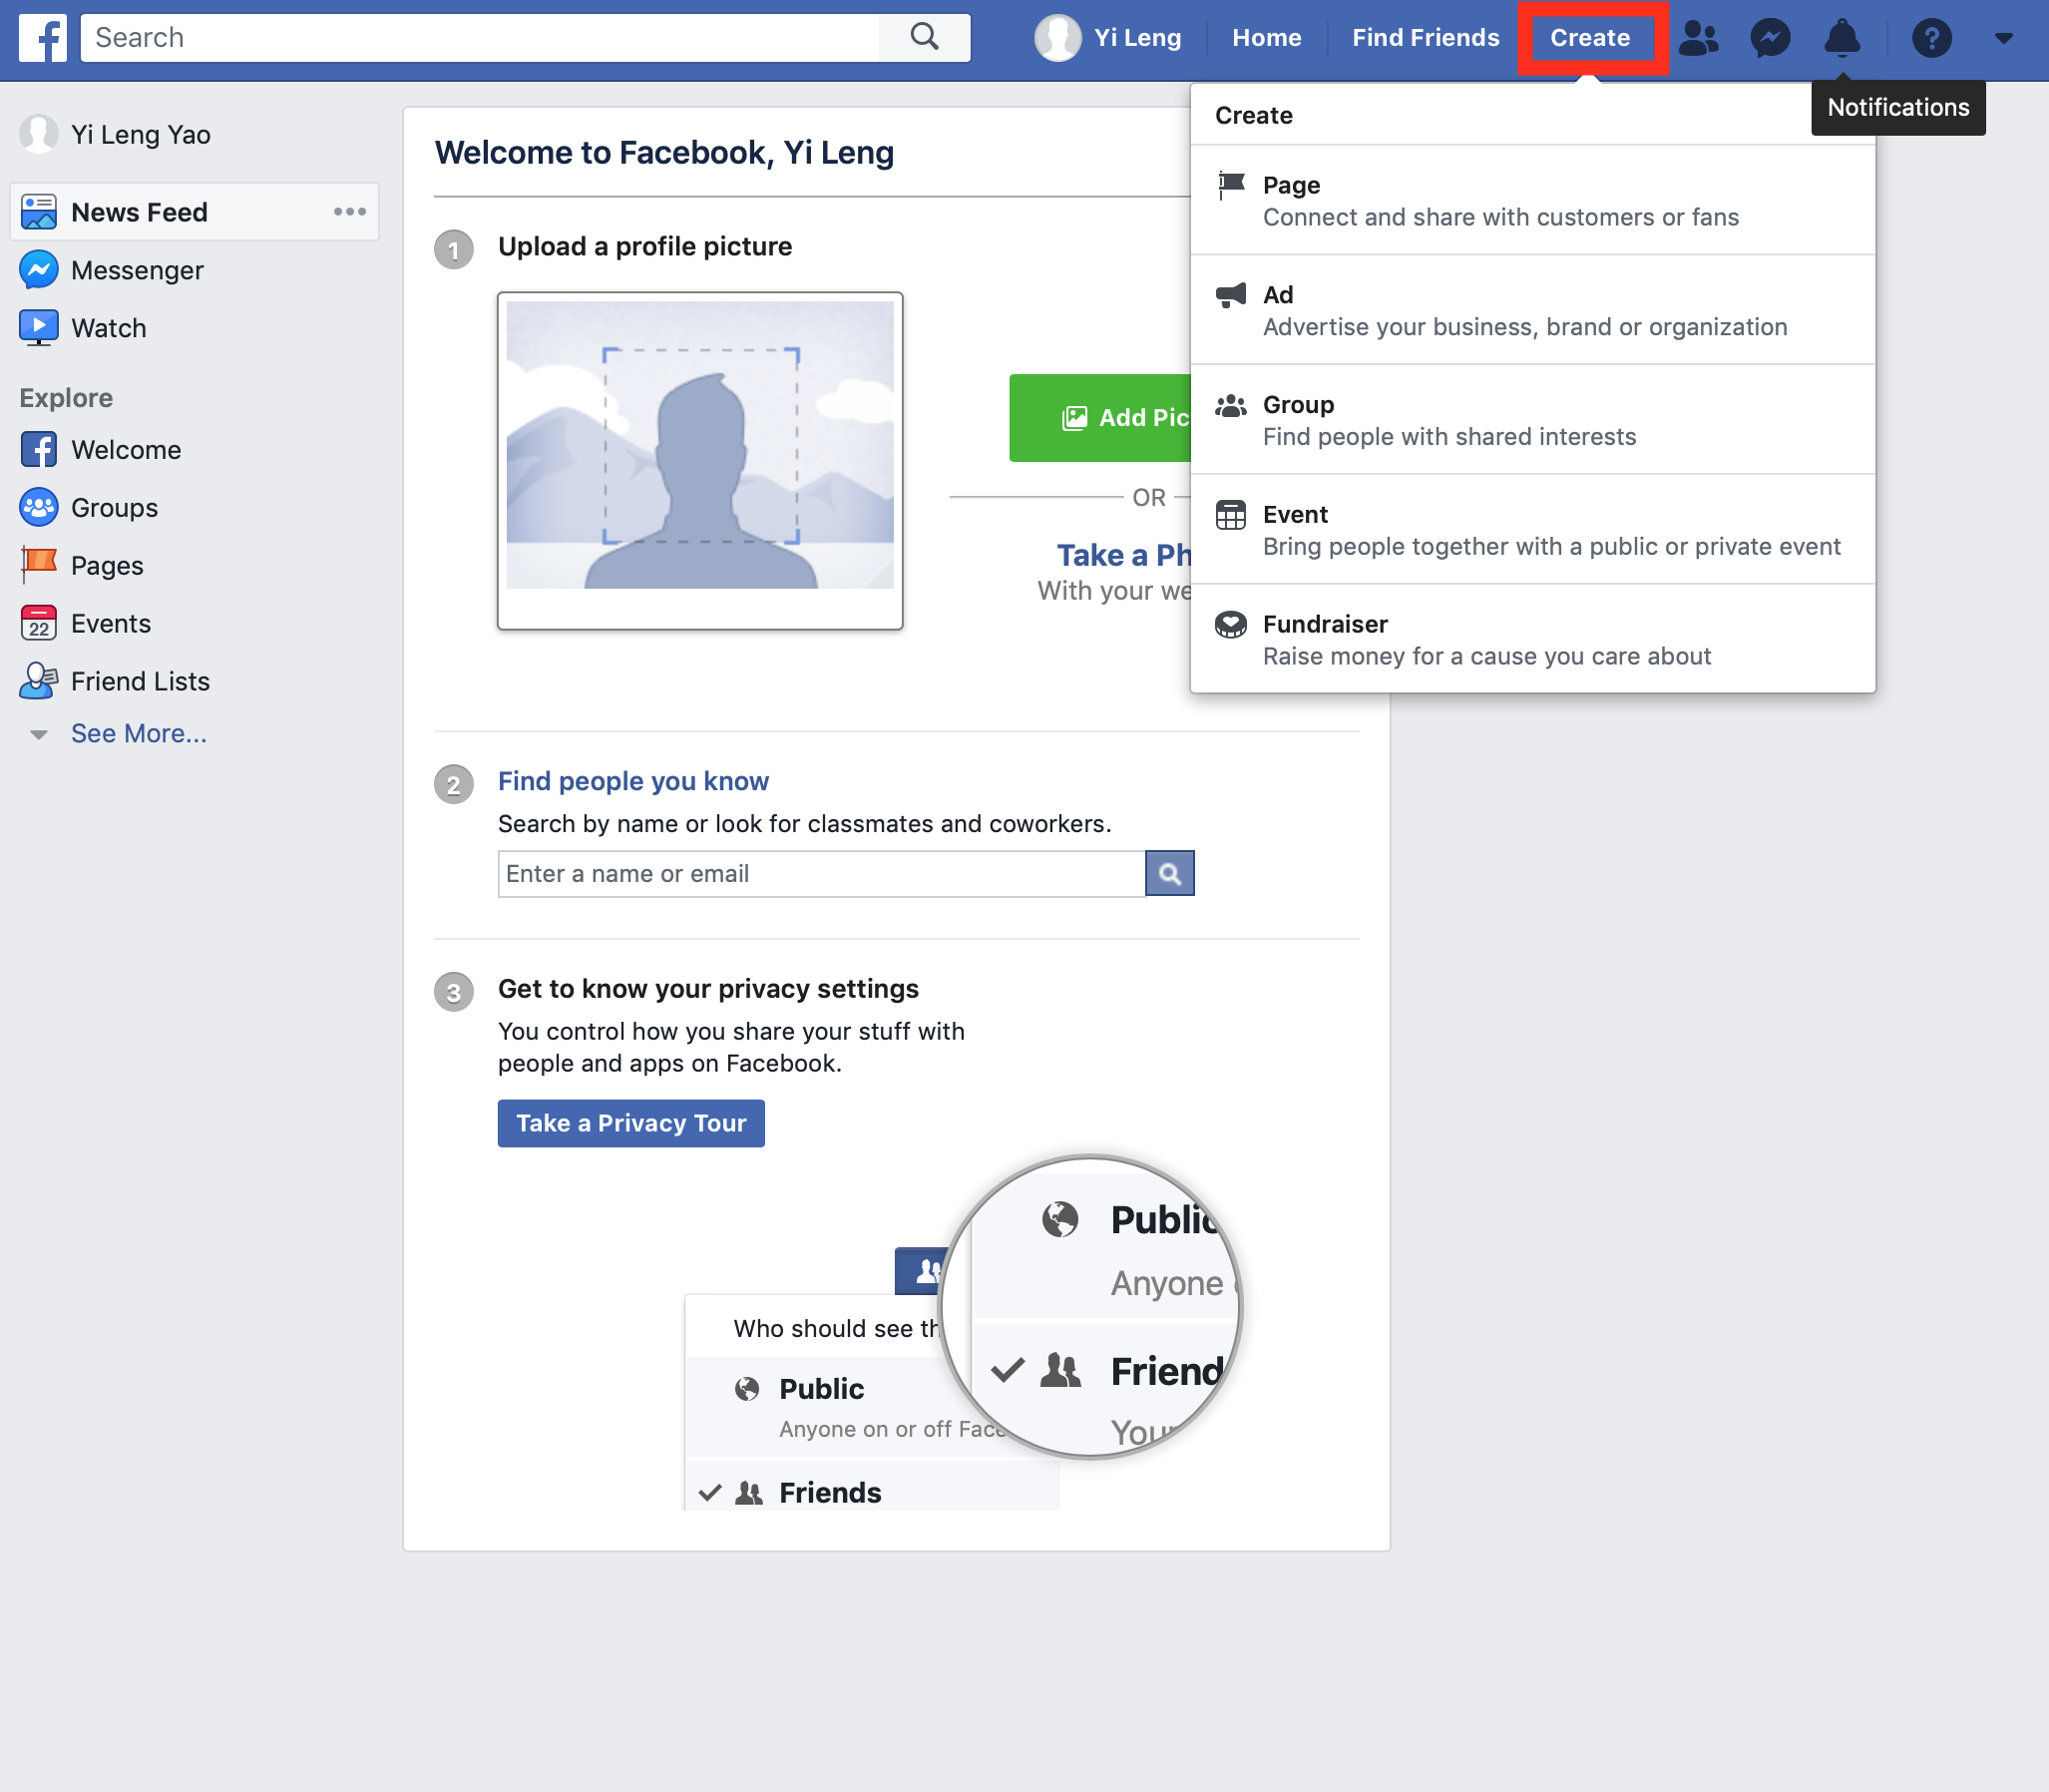 Search
Yi Leng
Home
Find Friends
Create
Notifications
Yi Leng Yao
News Feed
Messenger
Watch
Explore
Welcome
Groups
Pages
Events
22
Friend Lists
See More...
Welcome to Facebook, Yi Leng
1
Upload a profile picture
Add Pic
OR
Take a Ph
With your we
Create
Page
Connect and share with customers or fans
Ad
Advertise your business, brand or organization
Group
Find people with shared interests
Event
Bring people together with a public or private event
Fundraiser
Raise money for a cause you care about
2
Find people you know
Search by name or look for classmates and coworkers.
Enter a name or email
3
Get to know your privacy settings
You control how you share your stuff with
people and apps on Facebook.
Take a Privacy Tour
Who should see th
Public
Anyone on or off Face
Friends
Public
Anyone
Friend
Your